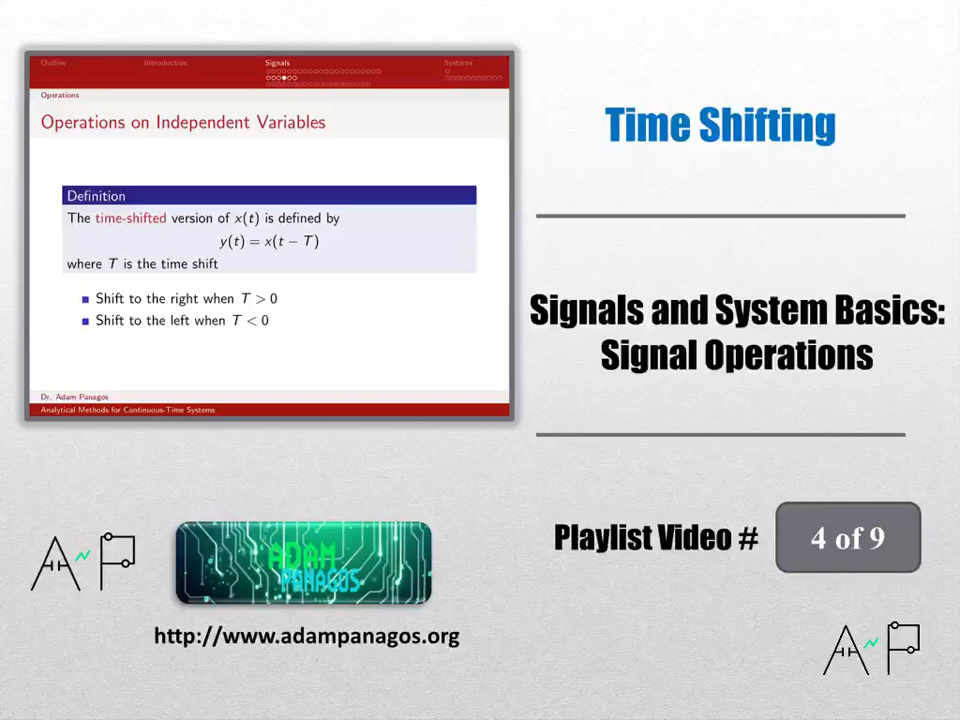 Outline Introduction Signals Systems
Operations
Operations on Independent Variables
Definition
The time-shifted version of x(t) is defined by
y(t) = x(t − T)
where T is the time shift
Shift to the right when T > 0
Shift to the left when T < 0
Dr. Adam Panagos
Analytical Methods for Continuous-Time Systems
Time Shifting
Signals and System Basics:
Signal Operations
Playlist Video # 4 of 9
A P
ADAM
PANAGOS
http://www.adampanagos.org
A P